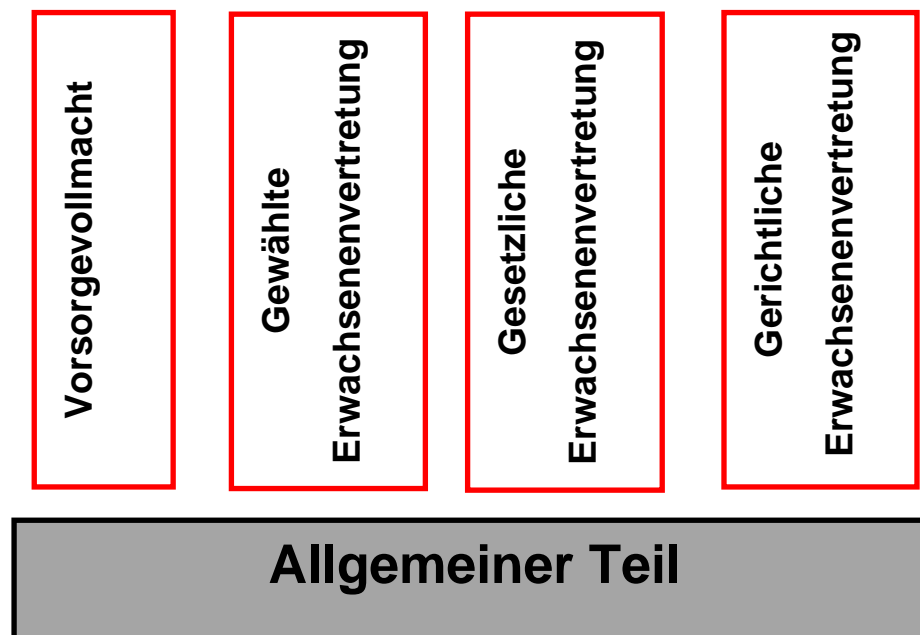 Vorsorgevollmacht
Gewählte
Erwachsenenvertretung
Gesetzliche
Erwachsenenvertretung
Gerichtliche
Erwachsenenvertretung
Allgemeiner Teil